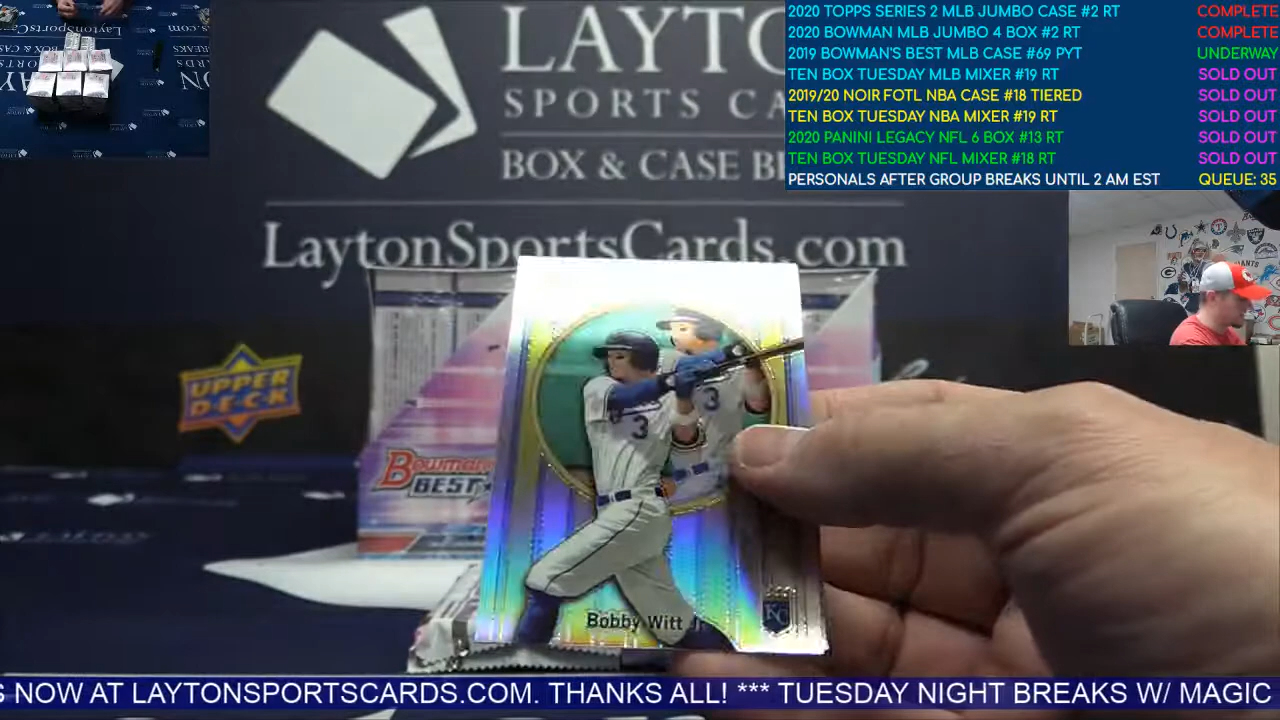 LAYTO
SPORTS CA
BOX & CASE BR
LaytonSportsCards.com
2020 TOPPS SERIES 2 MLB JUMBO CASE #2 RT COMPLETE
2020 BOWMAN MLB JUMBO 4 BOX #2 RT COMPLETE
2019 BOWMAN'S BEST MLB CASE #69 PYT UNDERWAY
TEN BOX TUESDAY MLB MIXER #19 RT SOLD OUT
2019/20 NOIR FOTL NBA CASE #18 TIERED SOLD OUT
TEN BOX TUESDAY NBA MIXER #19 RT SOLD OUT
2020 PANINI LEGACY NFL 6 BOX #13 RT SOLD OUT
TEN BOX TUESDAY NFL MIXER #18 RT SOLD OUT
PERSONALS AFTER GROUP BREAKS UNTIL 2 AM EST QUEUE: 35
UPPER
DECK
Bowman
BEST
3
3
Bobby Witt Jr.
KC
S NOW AT LAYTONSPORTSCARDS.COM. THANKS ALL! *** TUESDAY NIGHT BREAKS W/ MAGIC